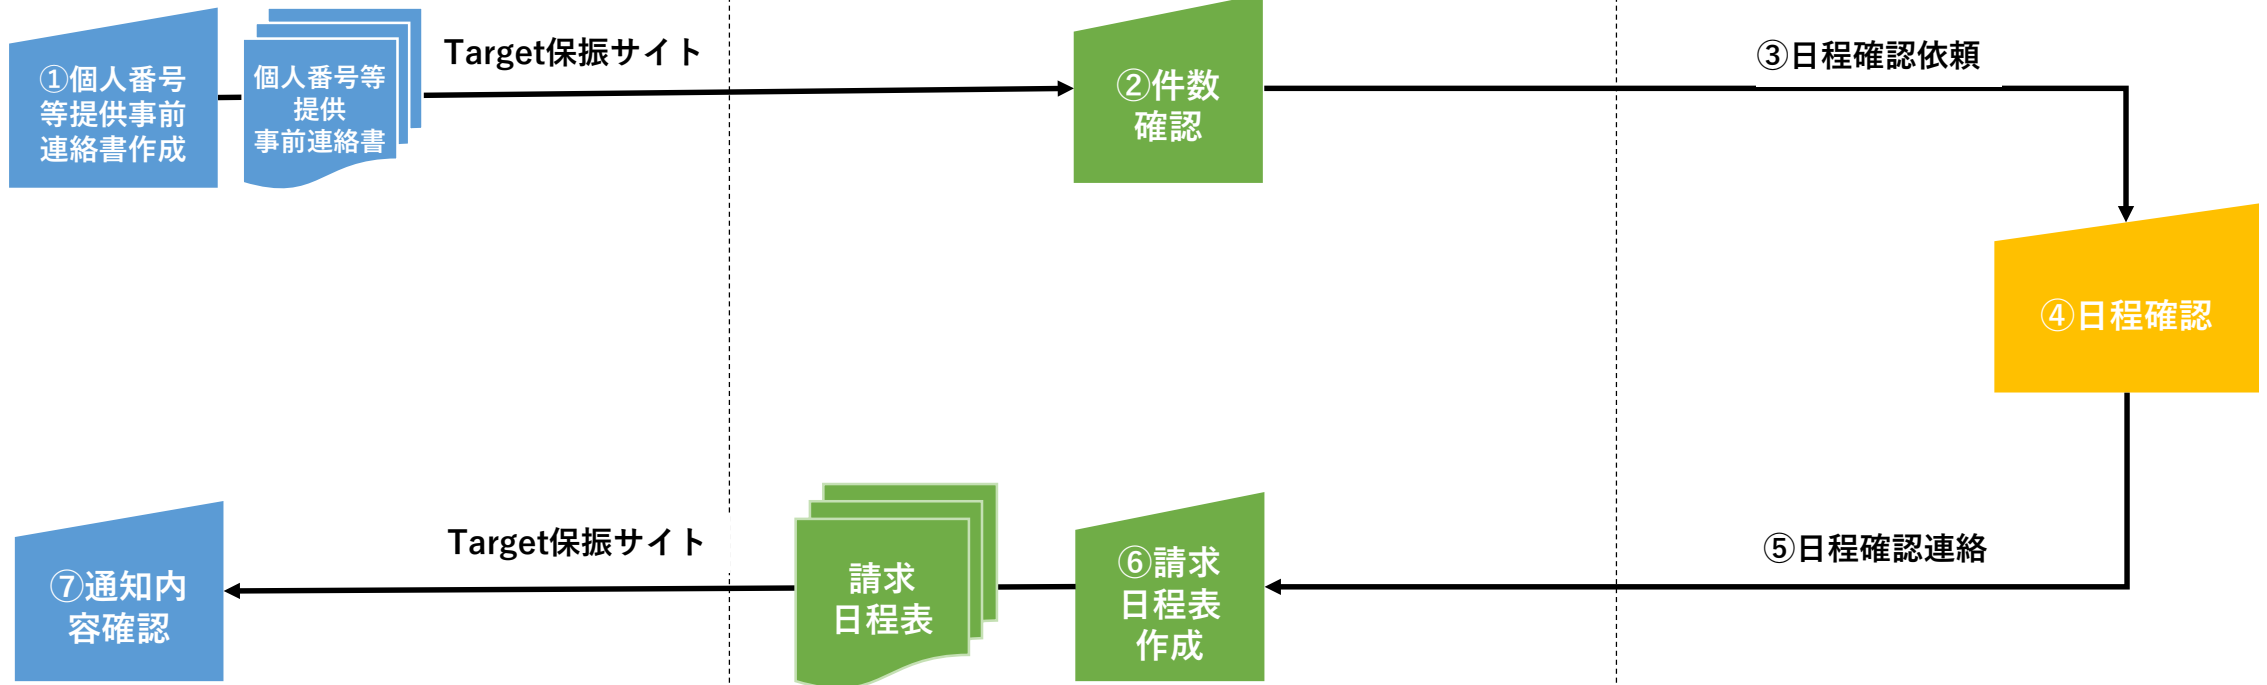 ①個人番号
等提供事前
連絡書作成
個人番号等
提供
事前連絡書
Target保振サイト
②件数
確認
③日程確認依頼
④日程確認
⑤日程確認連絡
⑥請求
日程表
作成
請求
日程表
Target保振サイト
⑦通知内
容確認